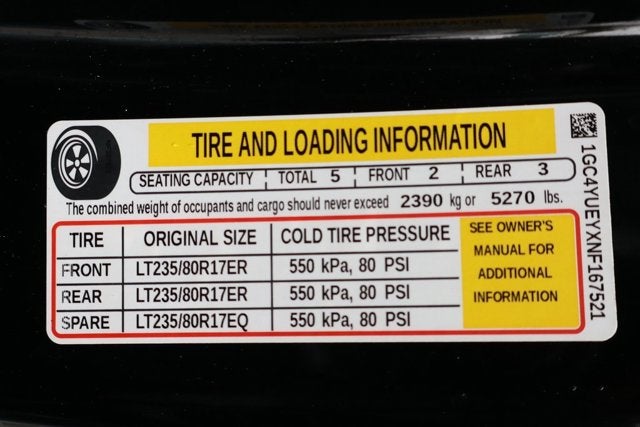 TIRE AND LOADING INFORMATION
SEATING CAPACITY TOTAL 5 FRONT 2 REAR 3
The combined weight of occupants and cargo should never exceed 2390 kg or 5270 lbs.
TIRE ORIGINAL SIZE COLD TIRE PRESSURE
FRONT LT235/80R17ER 550 kPa, 80 PSI
REAR LT235/80R17ER 550 kPa, 80 PSI
SPARE LT235/80R17EQ 550 kPa, 80 PSI
SEE OWNER'S
MANUAL FOR
ADDITIONAL
INFORMATION
1GC4YUEYXNF167521